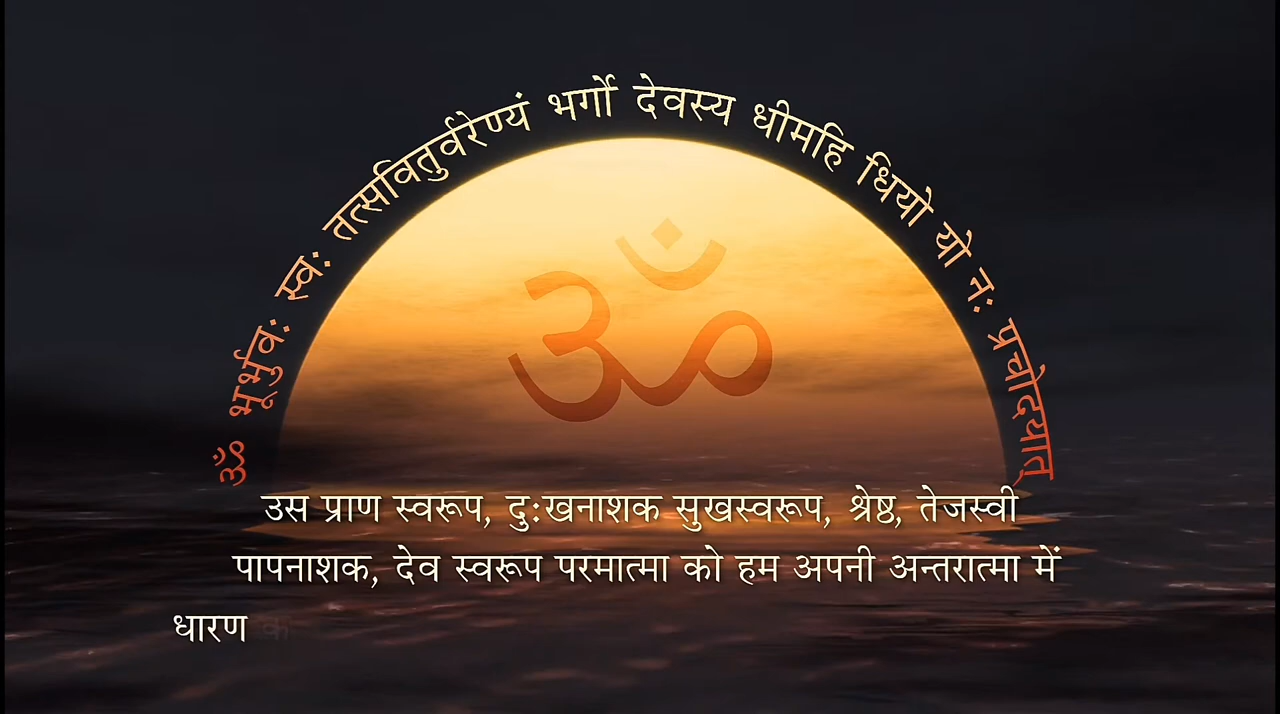 ॐ भूर्भुवः स्वः तत्सवितुर्वरेण्यं भर्गो देवस्य धीमहि धियो यो नः प्रचोदयात्
ॐ
उस प्राण स्वरूप, दुःखनाशक सुखस्वरूप, श्रेष्ठ, तेजस्वी
पापनाशक, देव स्वरूप परमात्मा को हम अपनी अन्तरात्मा में
धारण